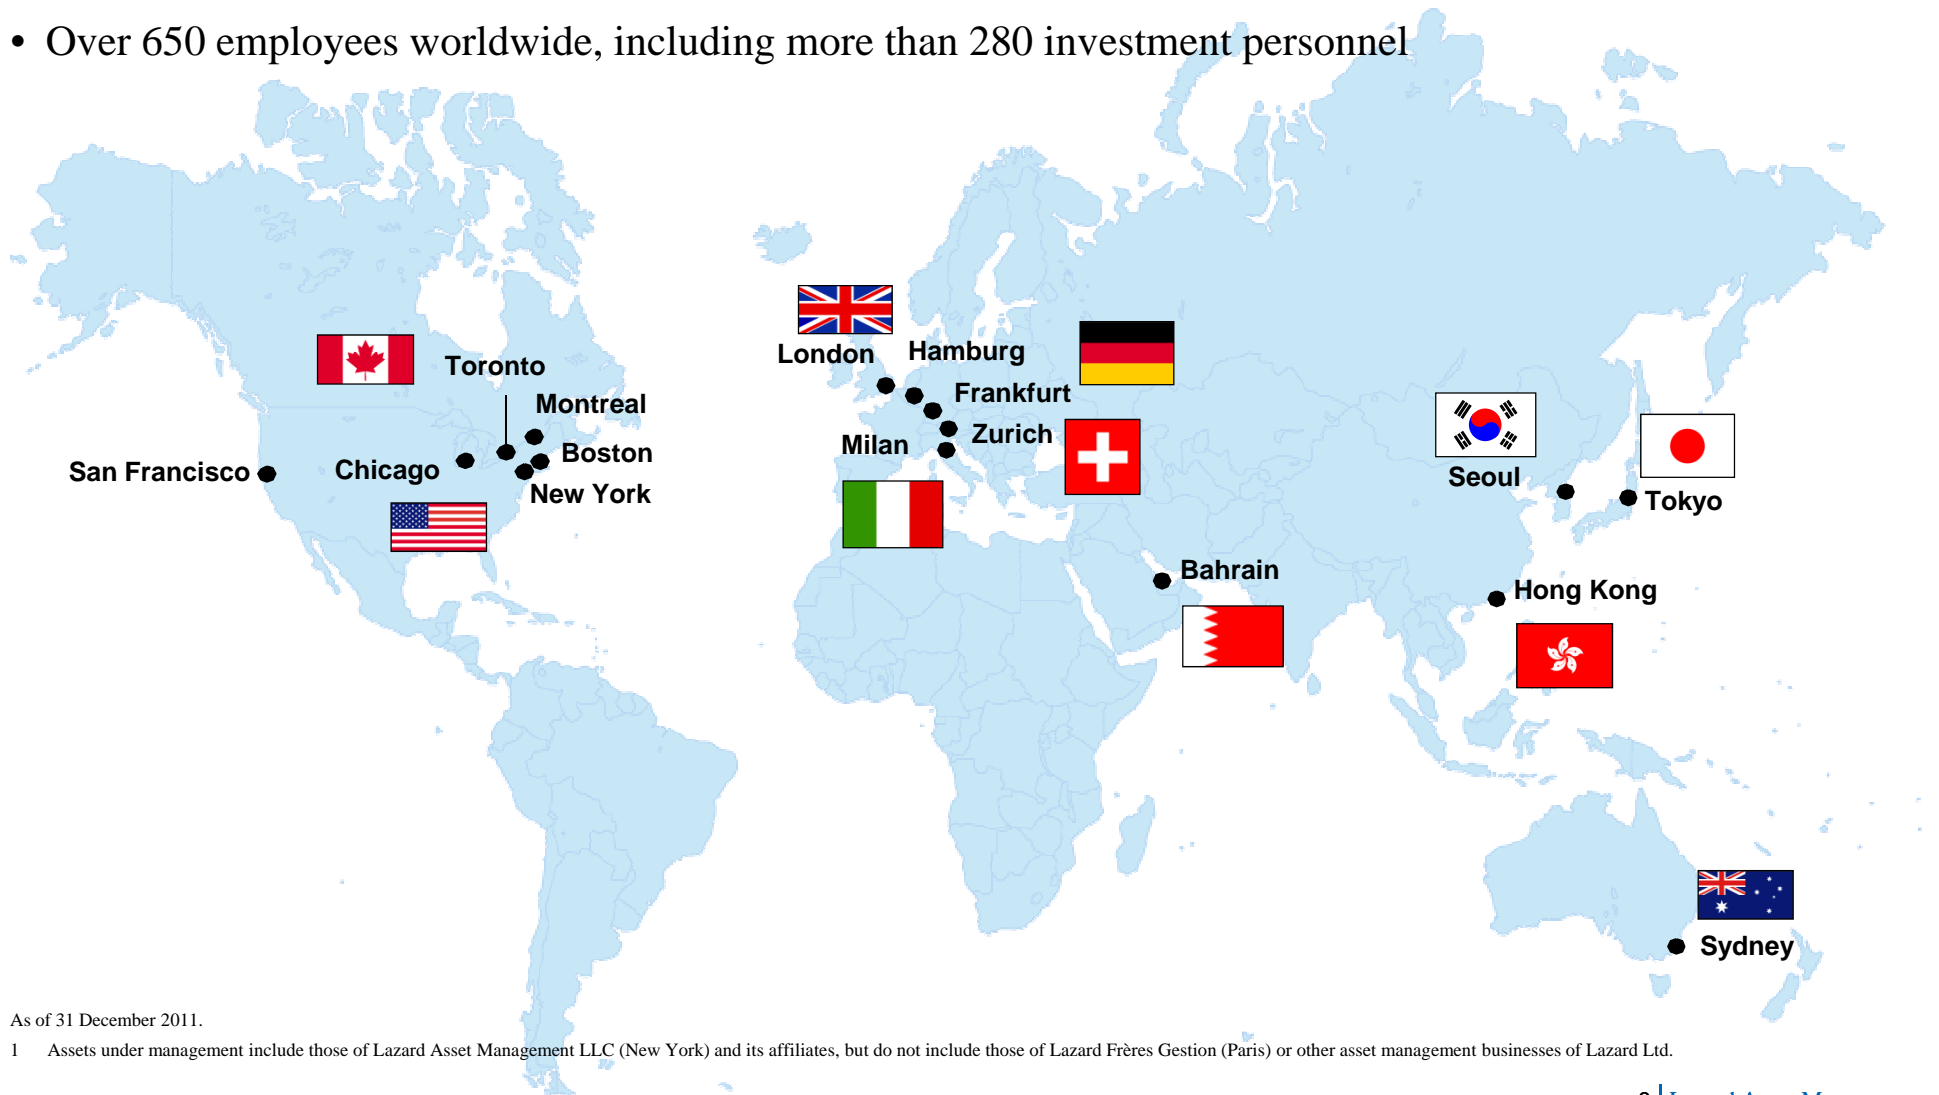 • Over 650 employees worldwide, including more than 280 investment personnel
London
Hamburg
Toronto
Frankfurt
Montreal
Zurich
Milan
Boston
San Francisco
Chicago
New York
Seoul
Tokyo
Bahrain
Hong Kong
Sydney
As of 31 December 2011.
1 Assets under management include those of Lazard Asset Management LLC (New York) and its affiliates, but do not include those of Lazard Frères Gestion (Paris) or other asset management businesses of Lazard Ltd.